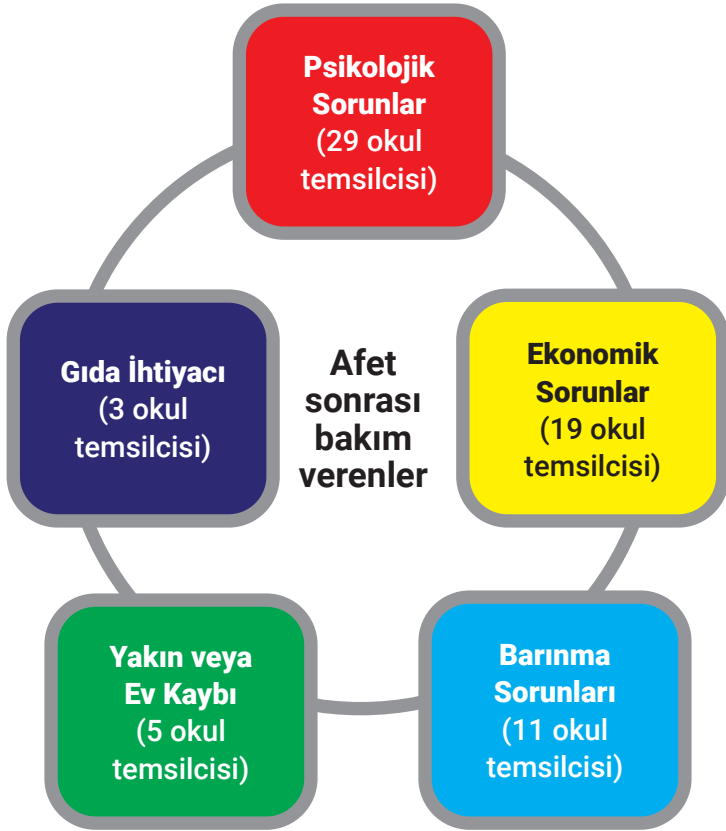 Psikolojik
Sorunlar
(29 okul
temsilcisi)
Gıda İhtiyacı
(3 okul
temsilcisi)
Afet
sonrası
bakım
verenler
Ekonomik
Sorunlar
(19 okul
temsilcisi)
Yakın veya
Ev Kaybı
(5 okul
temsilcisi)
Barınma
Sorunları
(11 okul
temsilcisi)